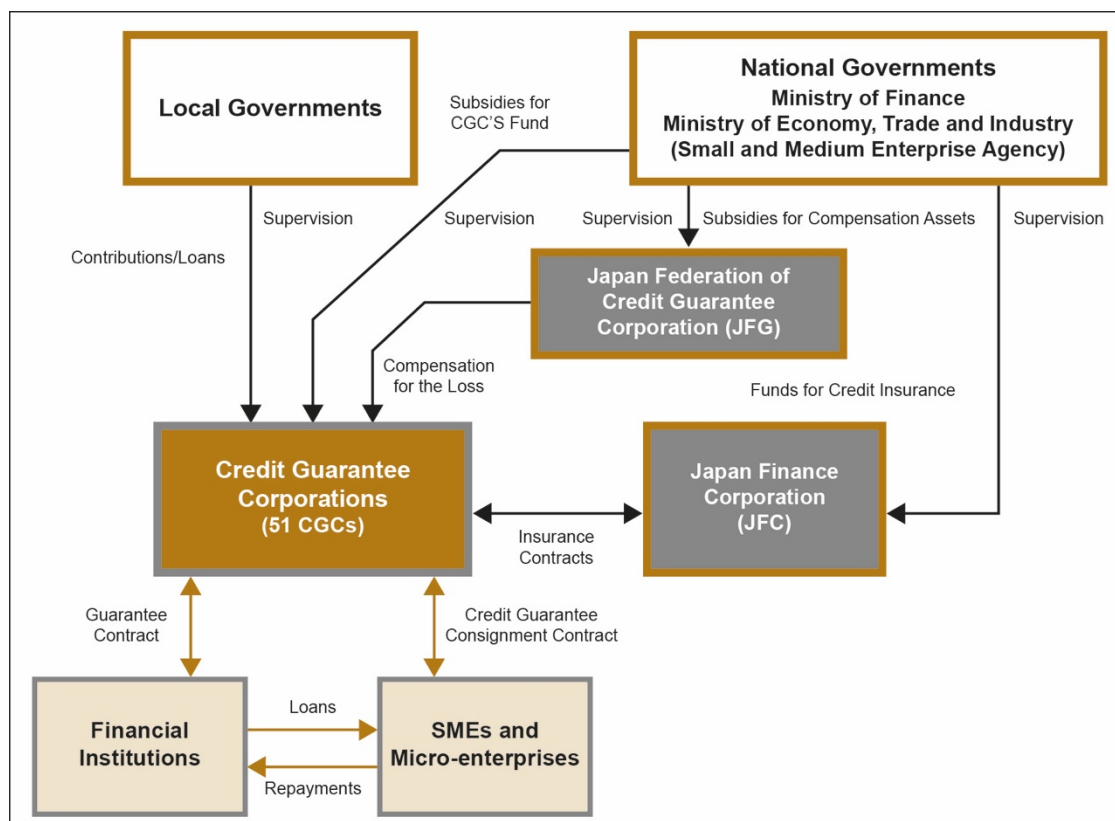 Local Governments
National Governments
Ministry of Finance
Ministry of Economy, Trade and Industry
(Small and Medium Enterprise Agency)
Subsidies for
CGC'S Fund
Supervision
Contributions/Loans
Supervision
Supervision
Subsidies for Compensation Assets
Supervision
Japan Federation of
Credit Guarantee
Corporation (JFG)
Compensation
for the Loss
Funds for Credit Insurance
Credit Guarantee
Corporations
(51 CGCs)
Insurance
Contracts
Japan Finance
Corporation
(JFC)
Guarantee
Contract
Credit Guarantee
Consignment Contract
Financial
Institutions
Loans
Repayments
SMEs and
Micro-enterprises